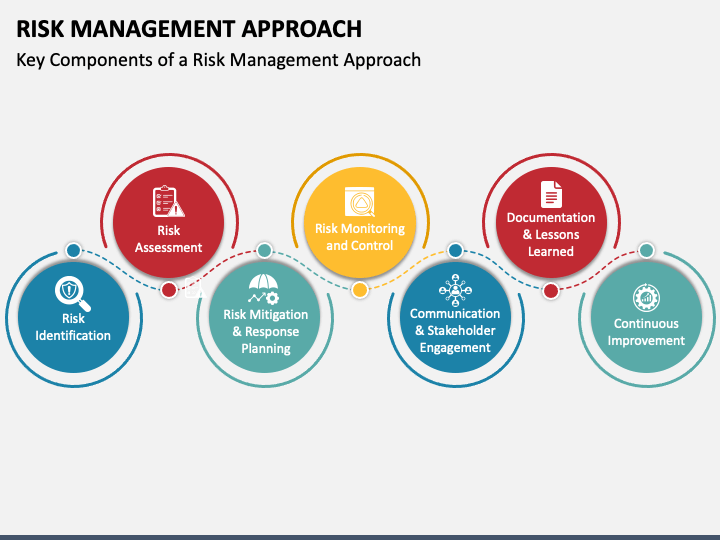 RISK MANAGEMENT APPROACH
Key Components of a Risk Management Approach
Risk
Identification
Risk
Assessment
Risk Mitigation
& Response
Planning
Risk Monitoring
and Control
Communication
& Stakeholder
Engagement
Documentation
& Lessons
Learned
Continuous
Improvement